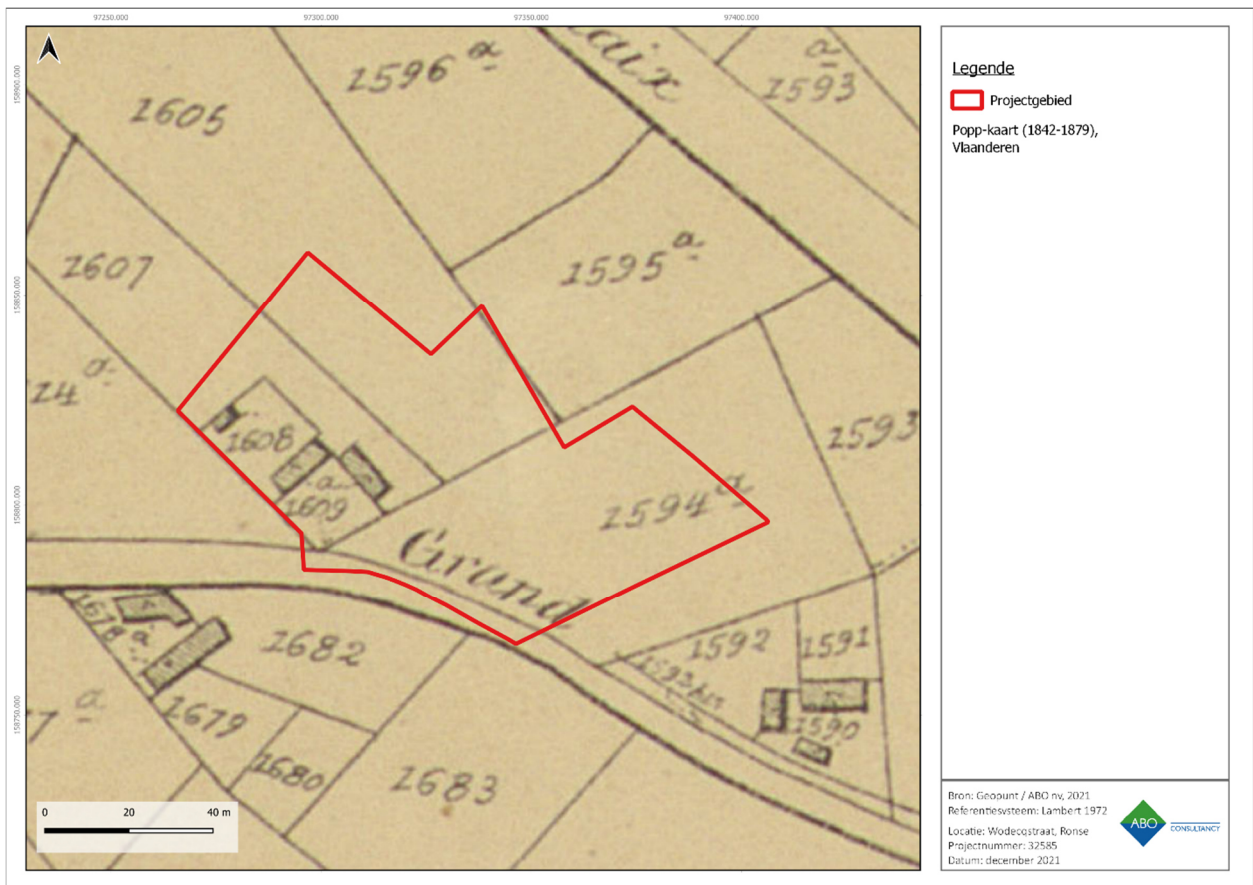 97250.000 97300.000 97350.000 97400.000
158900.000
158850.000
158800.000
158750.000
1605
1596 a
aix
a
1593
1607
1595 a
24 a
1608
a
1609
1594 a
1593
Grand
1678 a
1682
1592
1591
1593 bis
a
1679
1590
1680
1683
0 20 40 m
Legende
Projectgebied
Popp-kaart (1842-1879),
Vlaanderen
Bron: Geopunt / ABO nv, 2021
Referentiesysteem: Lambert 1972
Locatie: Wodecqstraat, Ronse
Projectnummer: 32585
Datum: december 2021
ABO CONSULTANCY